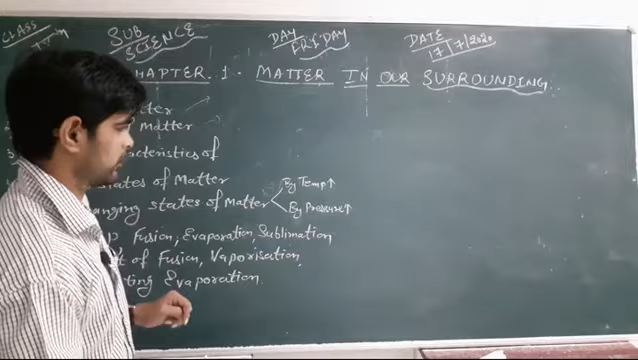 CLASS SUB SCIENCE DAY FRIDAY DATE 17/7/2020
CHAPTER. 1. MATTER IN OUR SURROUNDING.
Matter
States of Matter
By Temp↑
Changing states of Matter
By Pressure↑
Fusion, Evaporation, Sublimation
of Fusion, Vaporisation,
Evaporation.